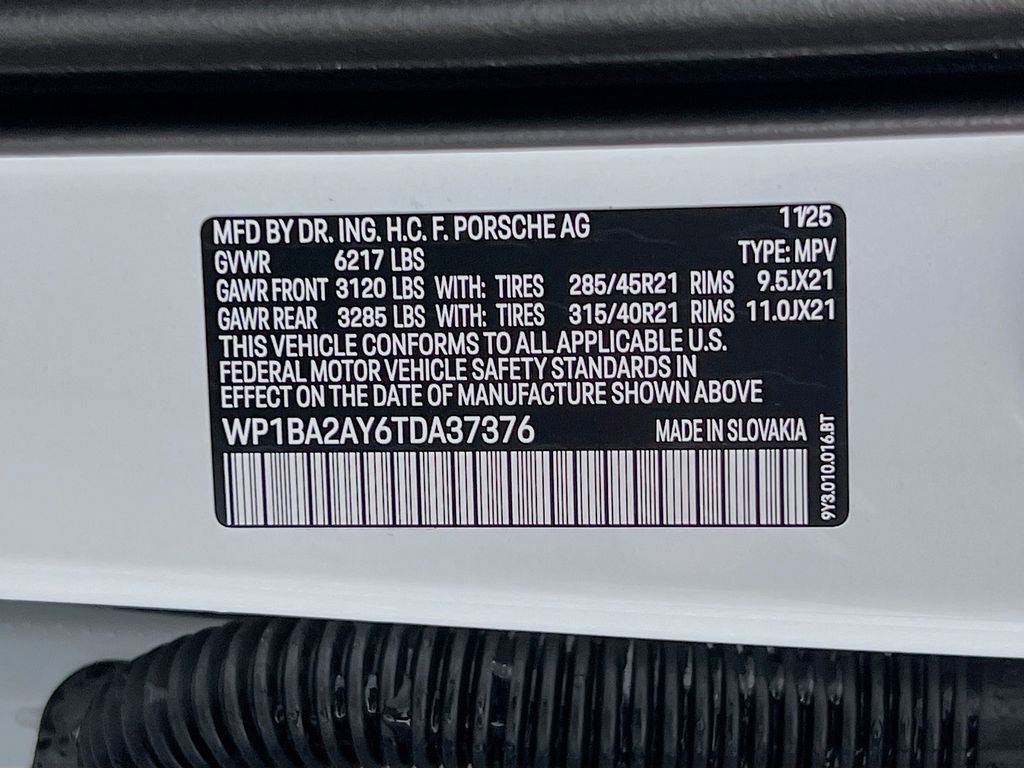 MFD BY DR. ING. H.C. F. PORSCHE AG 11/25
GVWR 6217 LBS TYPE: MPV
GAWR FRONT 3120 LBS WITH: TIRES 285/45R21 RIMS 9.5JX21
GAWR REAR 3285 LBS WITH: TIRES 315/40R21 RIMS 11.0JX21
THIS VEHICLE CONFORMS TO ALL APPLICABLE U.S.
FEDERAL MOTOR VEHICLE SAFETY STANDARDS IN
EFFECT ON THE DATE OF MANUFACTURE SHOWN ABOVE
WP1BA2AY6TDA37376 MADE IN SLOVAKIA
9Y3.010.016.BT